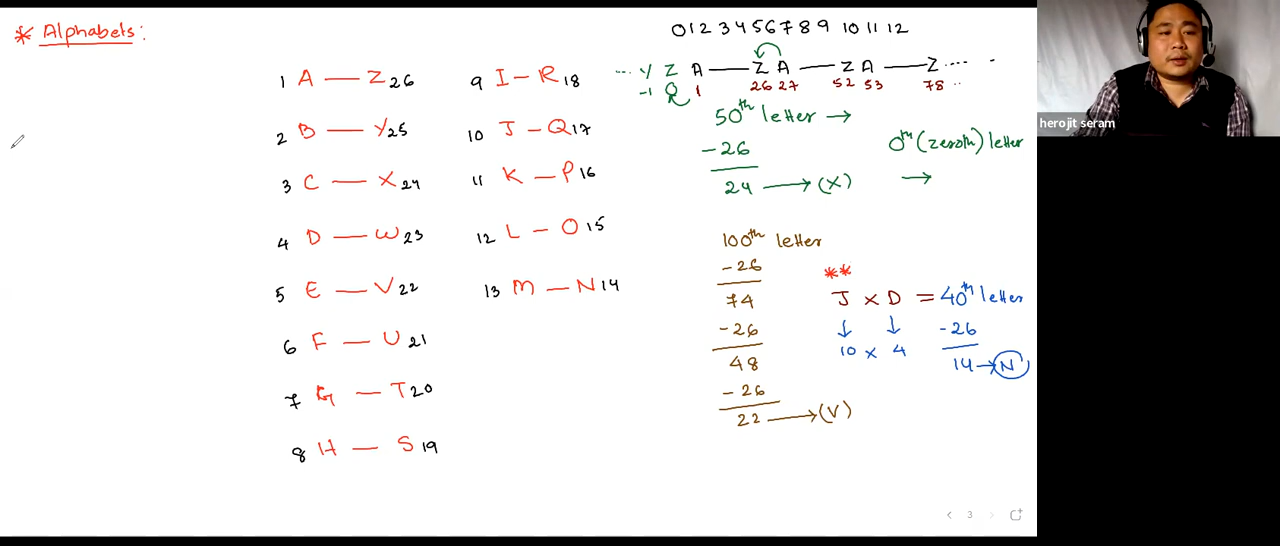 * Alphabets:
1 A — Z 26
2 B — Y 25
3 C — X 24
4 D — W 23
5 E — V 22
6 F — U 21
7 G — T 20
8 H — S 19
9 I — R 18
10 J — Q 17
11 K — P 16
12 L — O 15
13 M — N 14
0 1 2 3 4 5 6 7 8 9 10 11 12
... Y Z A — Z A — Z A — Z ....
-1 0 1 26 27 52 53 78 ..
50th letter →
-26
24 → (X)
0th (zeroth) letter
→
100th letter
-26
74
-26
48
-26
22 → (V)
**
J × D = 40th letter
↓ ↓ -26
10 × 4 14 → N
herojit seram
3